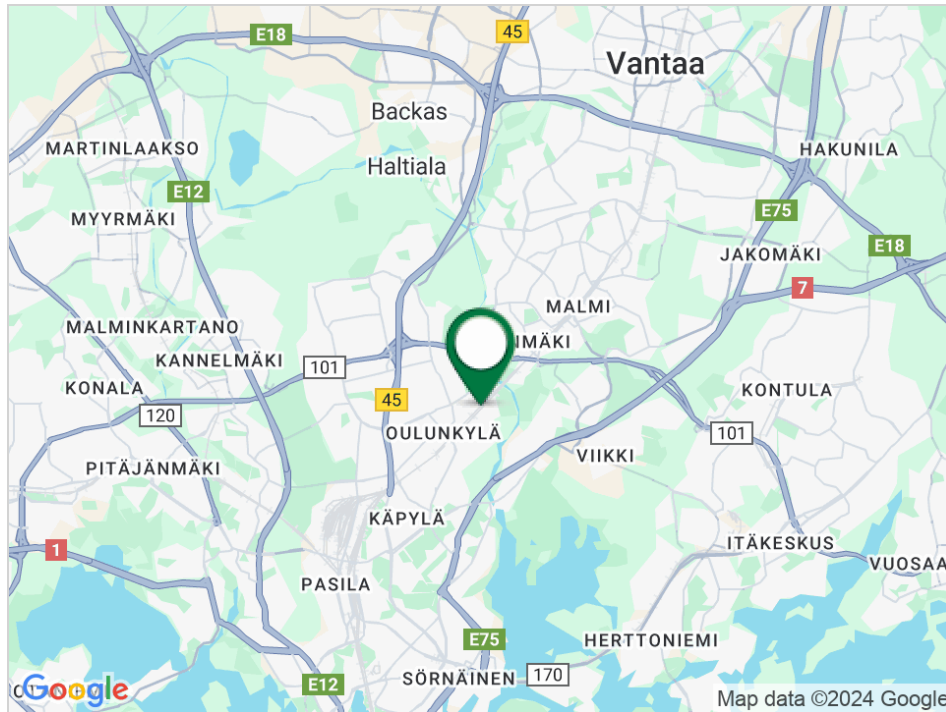 E18
45
Vantaa
Backas
MARTINLAAKSO
HAKUNILA
Haltiala
E12
E75
MYYRMÄKI
JAKOMÄKI
E18
7
MALMI
MALMINKARTANO
KANNELMÄKI
101
KONALA
120
45
KONTULA
OULUNKYLÄ
101
VIIKKI
PITÄJÄNMÄKI
KÄPYLÄ
ITÄKESKUS
1
VUOSAA
PASILA
E75
HERTTONIEMI
SÖRNÄINEN
170
E12
Google
Map data ©2024 Google